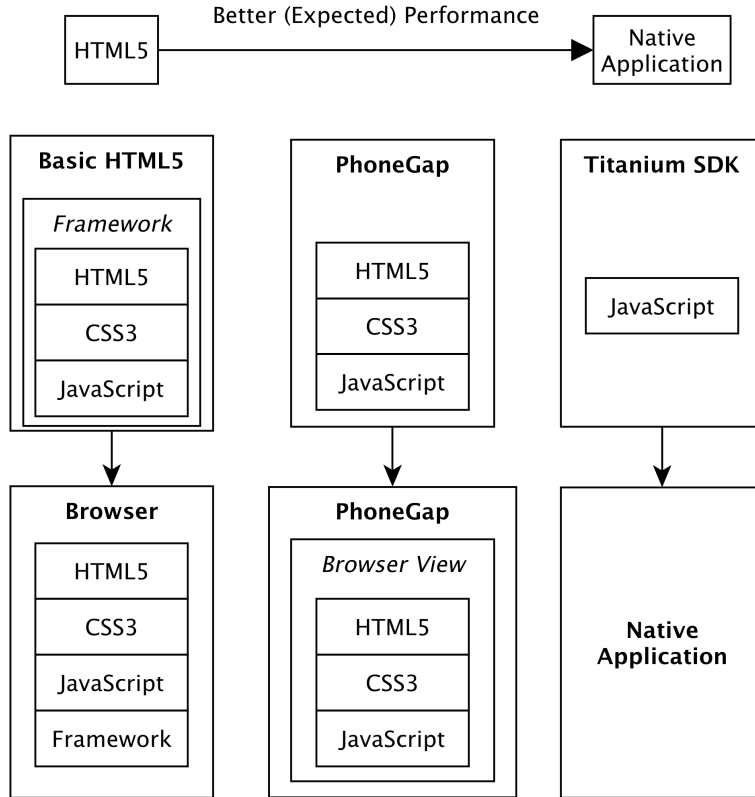 Better (Expected) Performance
HTML5
Native
Application
Basic HTML5
Framework
HTML5
CSS3
JavaScript
PhoneGap
HTML5
CSS3
JavaScript
Titanium SDK
JavaScript
Browser
HTML5
CSS3
JavaScript
Framework
PhoneGap
Browser View
HTML5
CSS3
JavaScript
Native
Application